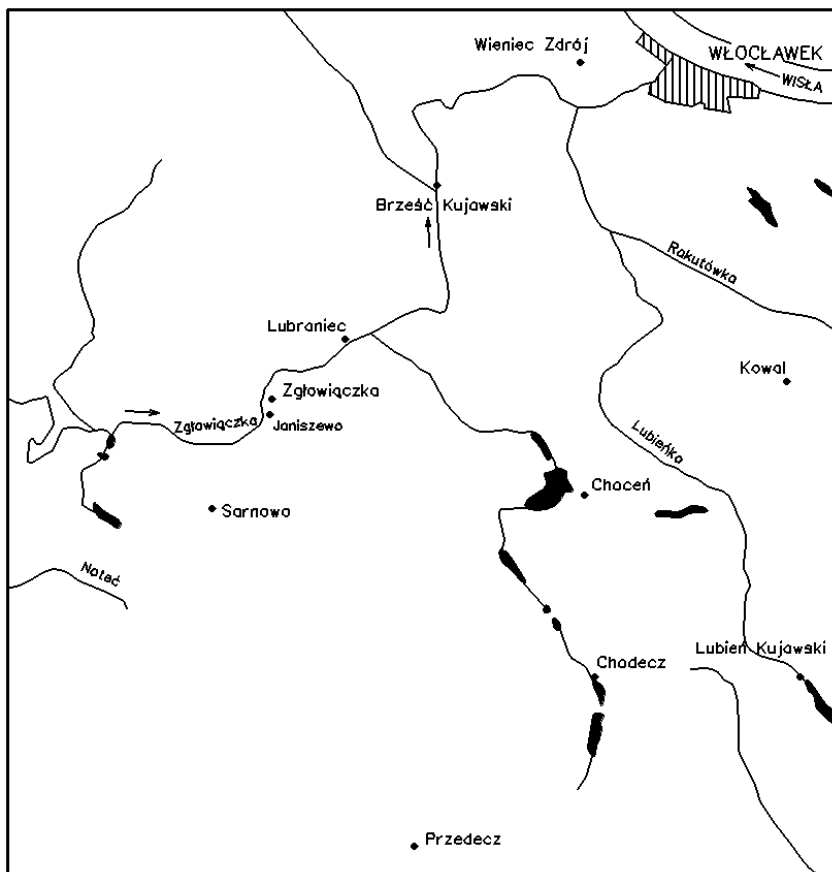 Wieniec Zdrój
WŁOCŁAWEK
WISŁA
Brześć Kujawski
Rakutówka
Lubraniec
Kowal
Zgłowiączka
Zgłowiączka
Janiszewo
Lubieńka
Choceń
Sarnowo
Noteć
Lubień Kujawski
Chodecz
Przedecz